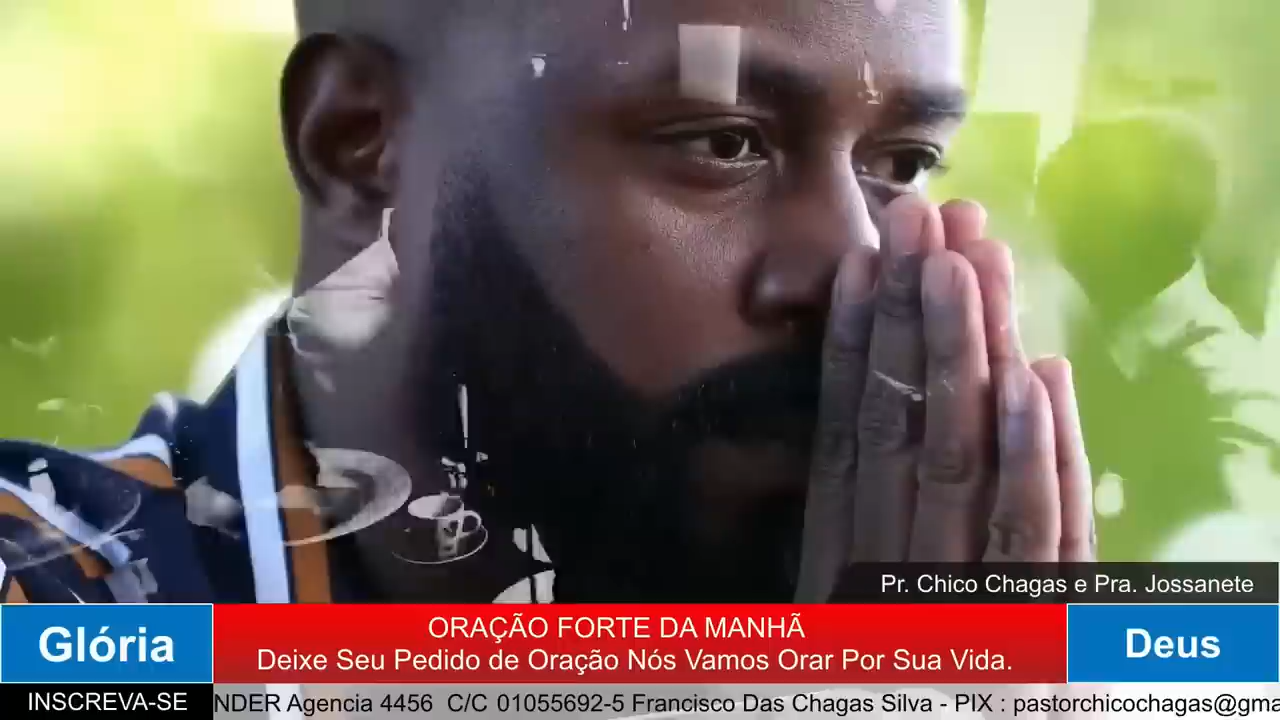 Pr. Chico Chagas e Pra. Jossanete
Glória
ORAÇÃO FORTE DA MANHÃ
Deixe Seu Pedido de Oração Nós Vamos Orar Por Sua Vida.
Deus
INSCREVA-SE
NDER Agencia 4456 C/C 01055692-5 Francisco Das Chagas Silva - PIX : pastorchicochagas@gma